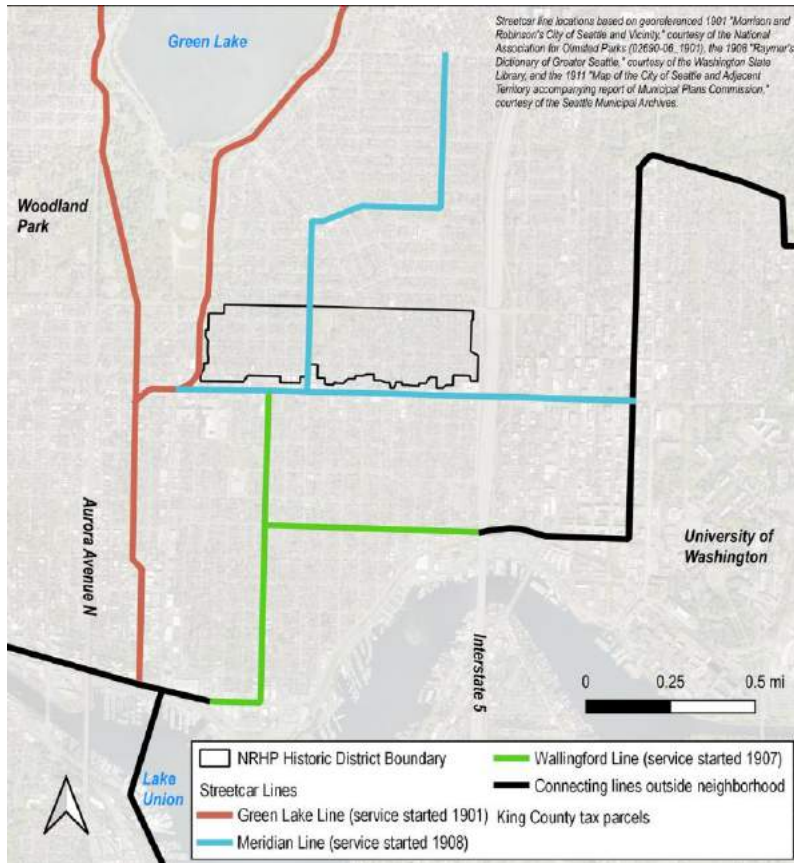 Streetcar line locations based on georeferenced 1901 "Morrison and
Robinson's City of Seattle and Vicinity," courtesy of the National
Association for Olmsted Parks (02690-06_1901), the 1908 "Raymer's
Dictionary of Greater Seattle," courtesy of the Washington State
Library, and the 1911 "Map of the City of Seattle and Adjacent
Territory accompanying report of Municipal Plans Commission,"
courtesy of the Seattle Municipal Archives.
Green Lake
Woodland
Park
Aurora Avenue N
University of
Washington
Interstate 5
0 0.25 0.5 mi
Lake
Union
NRHP Historic District Boundary
Streetcar Lines
Green Lake Line (service started 1901)
Meridian Line (service started 1908)
Wallingford Line (service started 1907)
Connecting lines outside neighborhood
King County tax parcels